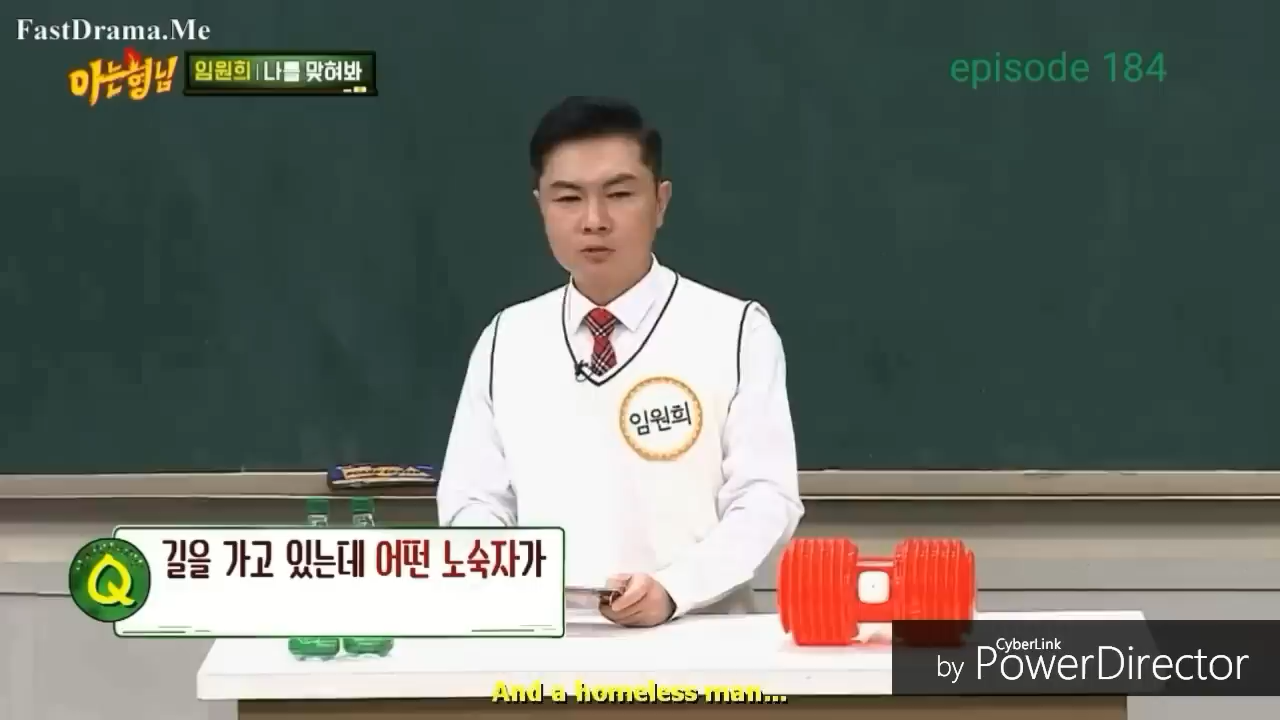 FastDrama.Me
아는형님
임원희 | 나를 맞혀봐
episode 184
임원희
Q
길을 가고 있는데 어떤 노숙자가
CyberLink
by PowerDirector
And a homeless man...